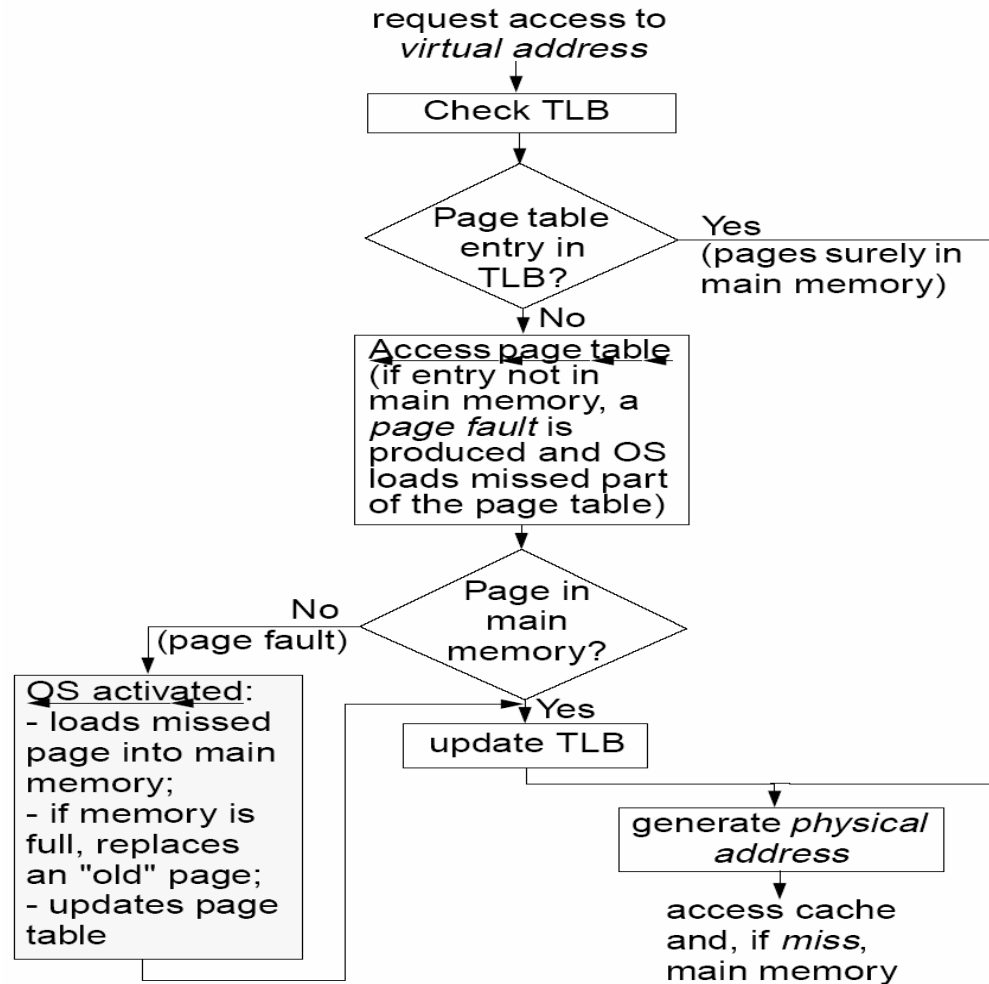 request access to
virtual address
Check TLB
Page table
entry in
TLB?
Yes
(pages surely in
main memory)
No
Access page table
(if entry not in
main memory, a
page fault is
produced and OS
loads missed part
of the page table)
Page in
main
memory?
No
(page fault)
OS activated:
- loads missed
page into main
memory;
- if memory is
full, replaces
an "old" page;
- updates page
table
Yes
update TLB
generate physical
address
access cache
and, if miss,
main memory